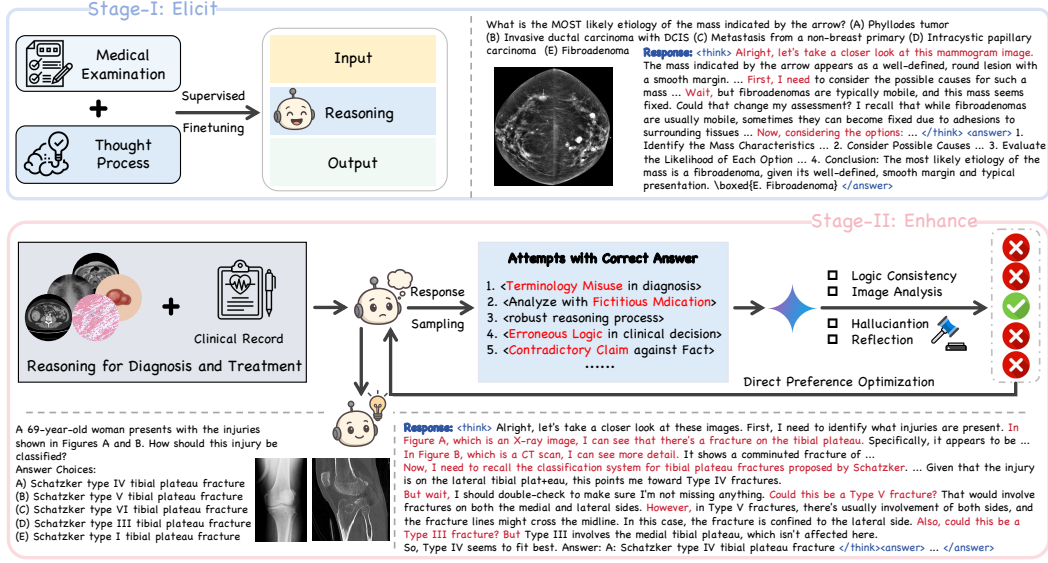 Stage-I: Elicit
Medical
Examination
+
Thought
Process
Supervised
Finetuning
Input
Reasoning
Output
What is the MOST likely etiology of the mass indicated by the arrow? (A) Phyllodes tumor
(B) Invasive ductal carcinoma with DCIS (C) Metastasis from a non-breast primary (D) Intracystic papillary
carcinoma (E) Fibroadenoma
Response: <think> Alright, let's take a closer look at this mammogram image.
The mass indicated by the arrow appears as a well-defined, round lesion with
a smooth margin. ... First, I need to consider the possible causes for such a
mass ... Wait, but fibroadenomas are typically mobile, and this mass seems
fixed. Could that change my assessment? I recall that while fibroadenomas
are usually mobile, sometimes they can become fixed due to adhesions to
surrounding tissues ... Now, considering the options: ... </think> <answer> 1.
Identify the Mass Characteristics ... 2. Consider Possible Causes ... 3. Evaluate
the Likelihood of Each Option ... 4. Conclusion: The most likely etiology of the
mass is a fibroadenoma, given its well-defined, smooth margin and typical
presentation. \boxed{E. Fibroadenoma} </answer>
Stage-II: Enhance
+
Clinical Record
Reasoning for Diagnosis and Treatment
Response
Sampling
Attempts with Correct Answer
1. <Terminology Misuse in diagnosis>
2. <Analyze with Fictitious Mdication>
3. <robust reasoning process>
4. <Erroneous Logic in clinical decision>
5. <Contradictory Claim against Fact>
......
Logic Consistency
Image Analysis
Halluciantion
Reflection
Direct Preference Optimization
A 69-year-old woman presents with the injuries
shown in Figures A and B. How should this injury be
classified?
Answer Choices:
A) Schatzker type IV tibial plateau fracture
(B) Schatzker type V tibial plateau fracture
(C) Schatzker type VI tibial plateau fracture
(D) Schatzker type III tibial plateau fracture
(E) Schatzker type I tibial plateau fracture
Response: <think> Alright, let's take a closer look at these images. First, I need to identify what injuries are present. In
Figure A, which is an X-ray image, I can see that there's a fracture on the tibial plateau. Specifically, it appears to be ...
In Figure B, which is a CT scan, I can see more detail. It shows a comminuted fracture of ...
Now, I need to recall the classification system for tibial plateau fractures proposed by Schatzker. ... Given that the injury
is on the lateral tibial plat+eau, this points me toward Type IV fractures.
But wait, I should double-check to make sure I'm not missing anything. Could this be a Type V fracture? That would involve
fractures on both the medial and lateral sides. However, in Type V fractures, there's usually involvement of both sides, and
the fracture lines might cross the midline. In this case, the fracture is confined to the lateral side. Also, could this be a
Type III fracture? But Type III involves the medial tibial plateau, which isn't affected here.
So, Type IV seems to fit best. Answer: A: Schatzker type IV tibial plateau fracture </think><answer> ... </answer>